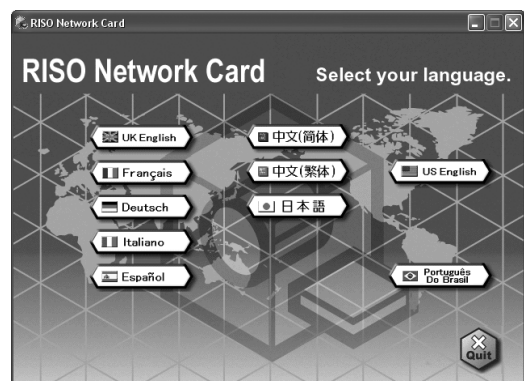 RISO Network Card
RISO Network Card
Select your language.
UK English
Français
Deutsch
Italiano
Español
中文(简体)
中文(繁体)
日本語
US English
Português
Do Brasil
Quit